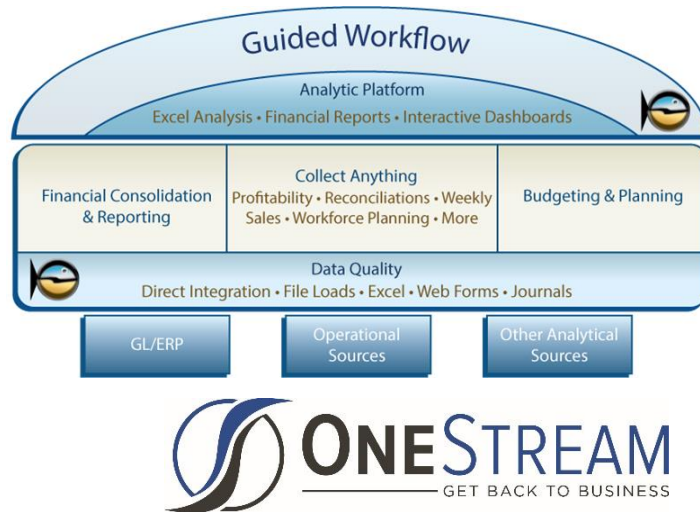 Guided Workflow
Analytic Platform
Excel Analysis • Financial Reports • Interactive Dashboards
Financial Consolidation
& Reporting
Collect Anything
Profitability • Reconciliations • Weekly
Sales • Workforce Planning • More
Budgeting & Planning
Data Quality
Direct Integration • File Loads • Excel • Web Forms • Journals
GL/ERP
Operational
Sources
Other Analytical
Sources
ONESTREAM
GET BACK TO BUSINESS